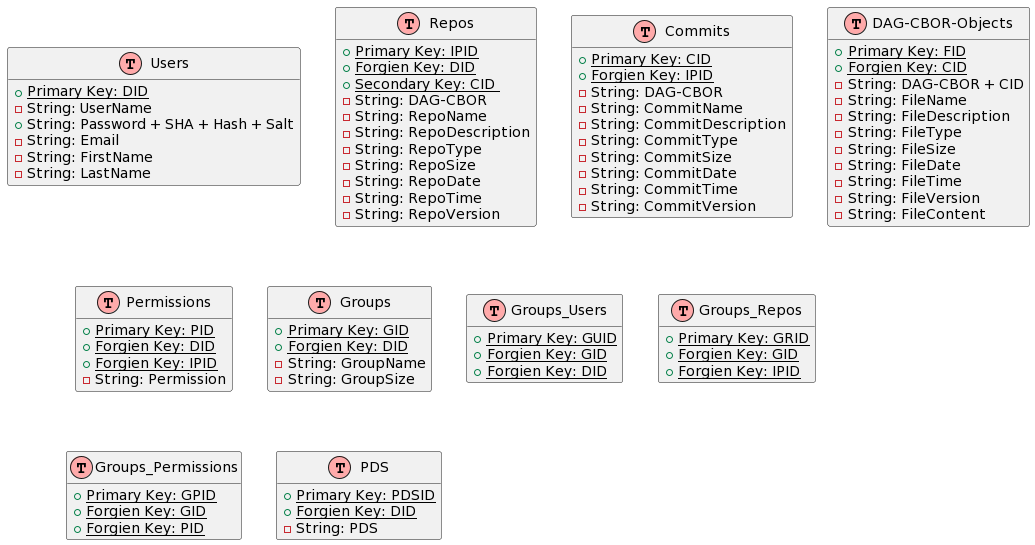 T Users
Primary Key: DID
String: UserName
String: Password + SHA + Hash + Salt
String: Email
String: FirstName
String: LastName
T Repos
Primary Key: IPID
Forgien Key: DID
Secondary Key: CID
String: DAG-CBOR
String: RepoName
String: RepoDescription
String: RepoType
String: RepoSize
String: RepoDate
String: RepoTime
String: RepoVersion
T Commits
Primary Key: CID
Forgien Key: IPID
String: DAG-CBOR
String: CommitName
String: CommitDescription
String: CommitType
String: CommitSize
String: CommitDate
String: CommitTime
String: CommitVersion
T DAG-CBOR-Objects
Primary Key: FID
Forgien Key: CID
String: DAG-CBOR + CID
String: FileName
String: FileDescription
String: FileType
String: FileSize
String: FileDate
String: FileTime
String: FileVersion
String: FileContent
T Permissions
Primary Key: PID
Forgien Key: DID
Forgien Key: IPID
String: Permission
T Groups
Primary Key: GID
Forgien Key: DID
String: GroupName
String: GroupSize
T Groups_Users
Primary Key: GUID
Forgien Key: GID
Forgien Key: DID
T Groups_Repos
Primary Key: GRID
Forgien Key: GID
Forgien Key: IPID
T Groups_Permissions
Primary Key: GPID
Forgien Key: GID
Forgien Key: PID
T PDS
Primary Key: PDSID
Forgien Key: DID
String: PDS